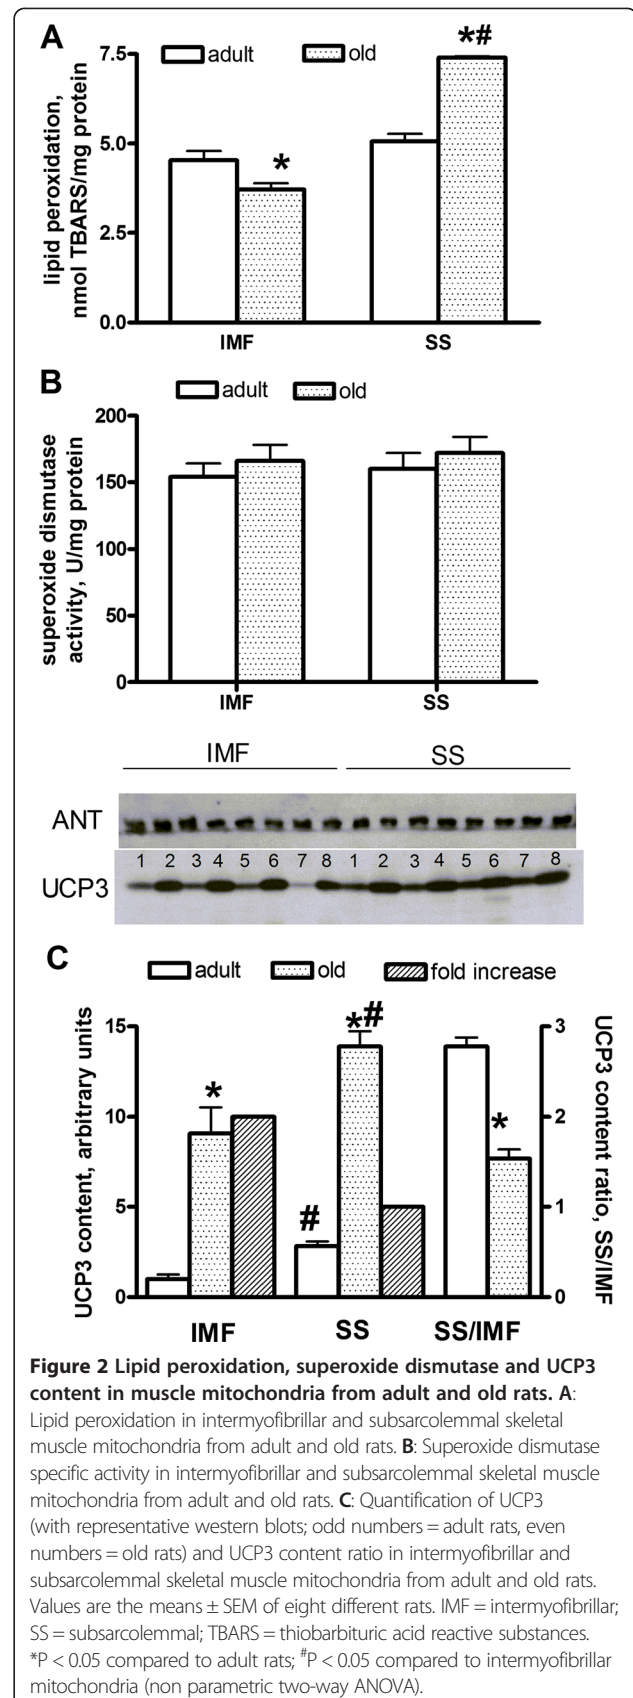 A
adult old
*#
*
7.5
5.0
2.5
0.0
lipid peroxidation,
nmol TBARS/mg protein
IMF SS
B
adult old
200
150
100
50
0
superoxide dismutase
activity, U/mg protein
IMF SS
IMF SS
ANT
1 2 3 4 5 6 7 8 1 2 3 4 5 6 7 8
UCP3
C
adult old fold increase
15
10
5
0
UCP3 content, arbitrary units
*
#
*#
*
3
2
1
0
UCP3 content ratio, SS/IMF
IMF SS SS/IMF
Figure 2 Lipid peroxidation, superoxide dismutase and UCP3
content in muscle mitochondria from adult and old rats. A:
Lipid peroxidation in intermyofibrillar and subsarcolemmal skeletal
muscle mitochondria from adult and old rats. B: Superoxide dismutase
specific activity in intermyofibrillar and subsarcolemmal skeletal muscle
mitochondria from adult and old rats. C: Quantification of UCP3
(with representative western blots; odd numbers = adult rats, even
numbers = old rats) and UCP3 content ratio in intermyofibrillar and
subsarcolemmal skeletal muscle mitochondria from adult and old rats.
Values are the means ± SEM of eight different rats. IMF = intermyofibrillar;
SS = subsarcolemmal; TBARS = thiobarbituric acid reactive substances.
*P < 0.05 compared to adult rats; #P < 0.05 compared to intermyofibrillar
mitochondria (non parametric two-way ANOVA).